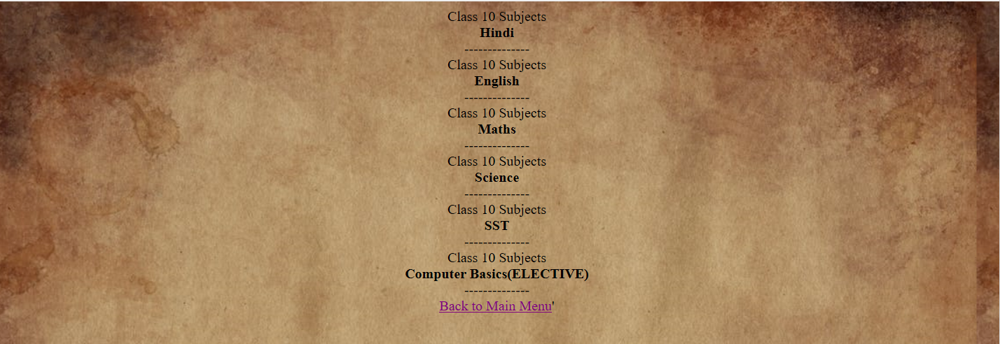 Class 10 Subjects
Hindi
--------------
Class 10 Subjects
English
--------------
Class 10 Subjects
Maths
--------------
Class 10 Subjects
Science
--------------
Class 10 Subjects
SST
--------------
Class 10 Subjects
Computer Basics(ELECTIVE)
--------------
Back to Main Menu'